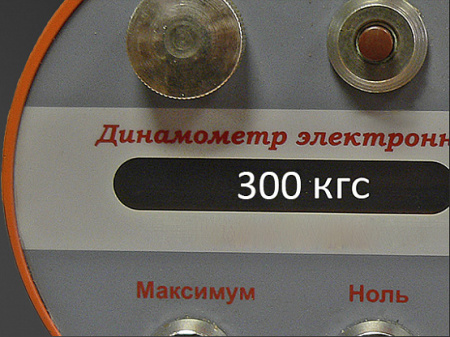 Динамометр электронн
300 кгс
Максимум Ноль